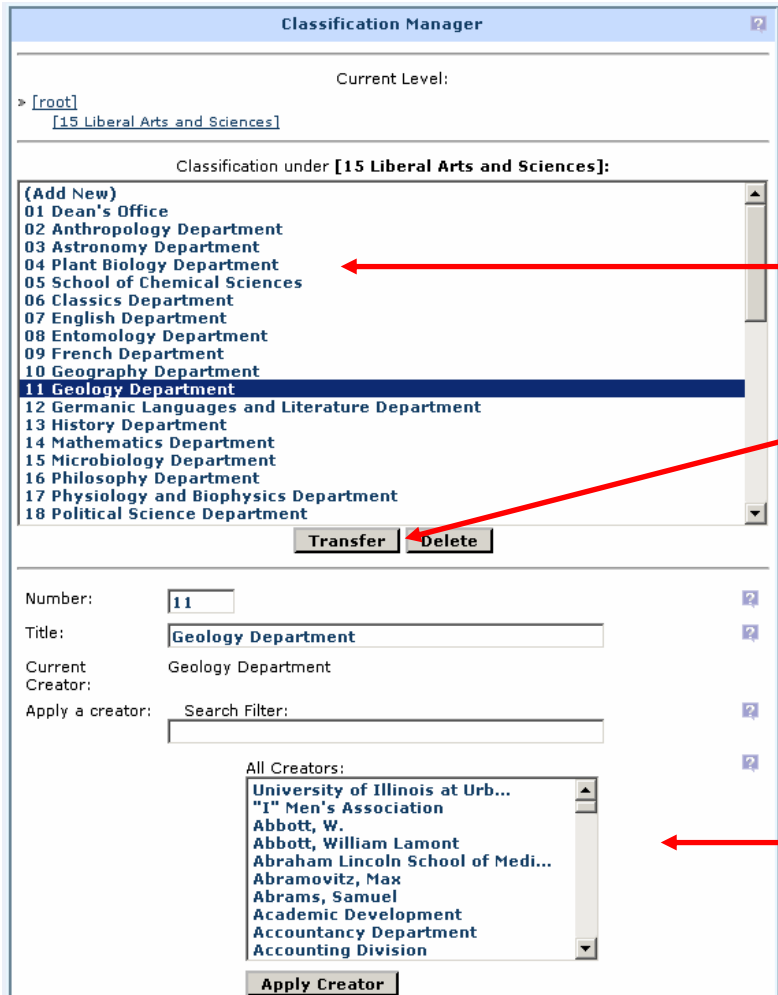 Classification Manager
?
Current Level:
» [root]
[15 Liberal Arts and Sciences]
Classification under [15 Liberal Arts and Sciences]:
(Add New)
01 Dean's Office
02 Anthropology Department
03 Astronomy Department
04 Plant Biology Department
05 School of Chemical Sciences
06 Classics Department
07 English Department
08 Entomology Department
09 French Department
10 Geography Department
11 Geology Department
12 Germanic Languages and Literature Department
13 History Department
14 Mathematics Department
15 Microbiology Department
16 Philosophy Department
17 Physiology and Biophysics Department
18 Political Science Department
Transfer Delete
Number: 11 ?
Title: Geology Department ?
Current Creator: Geology Department
Apply a creator: Search Filter: ?
All Creators: ?
University of Illinois at Urb...
"I" Men's Association
Abbott, W.
Abbott, William Lamont
Abraham Lincoln School of Medi...
Abramovitz, Max
Abrams, Samuel
Academic Development
Accountancy Department
Accounting Division
Apply Creator